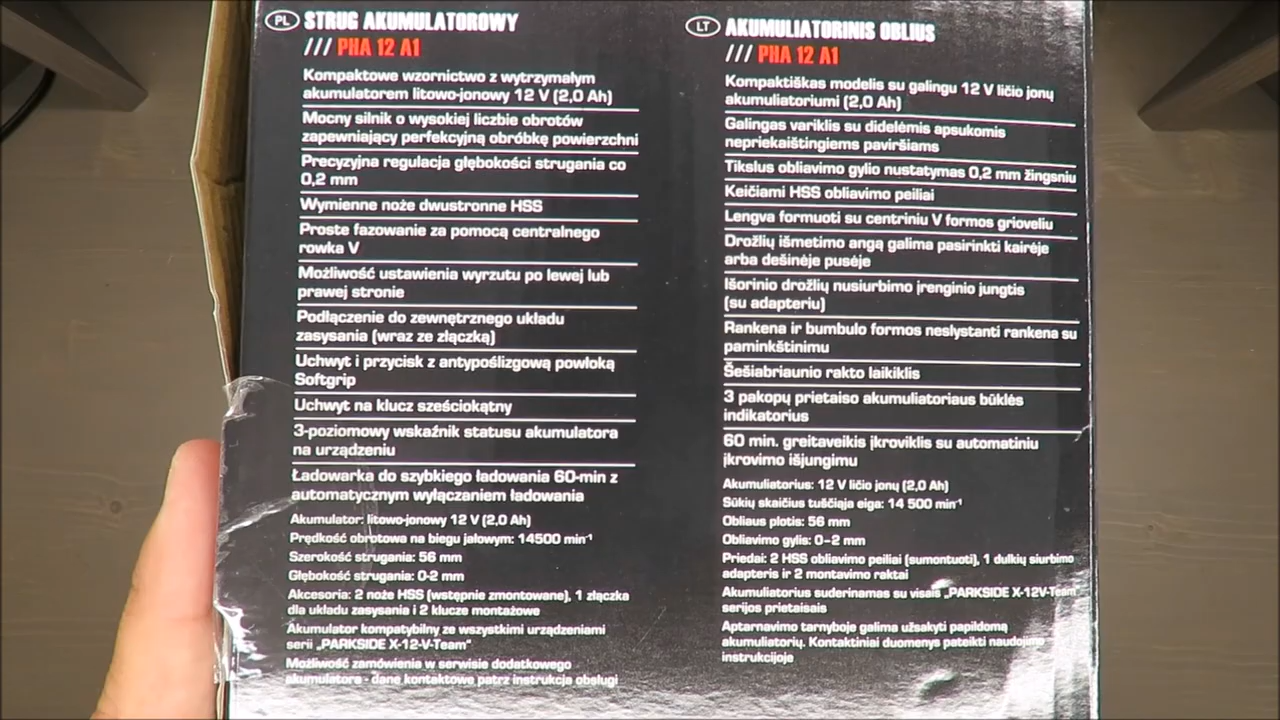 PL STRUG AKUMULATOROWY
/// PHA 12 A1
Kompaktowe wzornictwo z wytrzymałym
akumulatorem litowo-jonowy 12 V (2,0 Ah)
Mocny silnik o wysokiej liczbie obrotów
zapewniający perfekcyjną obróbkę powierzchni
Precyzyjna regulacja głębokości strugania co
0,2 mm
Wymienne noże dwustronne HSS
Proste fazowanie za pomocą centralnego
rowka V
Możliwość ustawienia wyrzutu po lewej lub
prawej stronie
Podłączenie do zewnętrznego układu
zasysania (wraz ze złączką)
Uchwyt i przycisk z antypoślizgową powłoką
Softgrip
Uchwyt na klucz sześciokątny
3-poziomowy wskaźnik statusu akumulatora
na urządzeniu
Ładowarka do szybkiego ładowania 60-min z
automatycznym wyłączaniem ładowania
Akumulator: litowo-jonowy 12 V (2,0 Ah)
Prędkość obrotowa na biegu jałowym: 14500 min⁻¹
Szerokość strugania: 56 mm
Głębokość strugania: 0-2 mm
Akcesoria: 2 noże HSS (wstępnie zmontowane), 1 złączka
dla układu zasysania i 2 klucze montażowe
Akumulator kompatybilny ze wszystkimi urządzeniami
serii „PARKSIDE X-12-V-Team”
Możliwość zamówienia w serwisie dodatkowego
akumulatora - dane kontaktowe patrz instrukcja obsługi
LT AKUMULIATORINIS OBLIUS
/// PHA 12 A1
Kompaktiškas modelis su galingu 12 V ličio jonų
akumuliatoriumi (2,0 Ah)
Galingas variklis su didelėmis apsukomis
nepriekaištingiems paviršiams
Tikslus obliavimo gylio nustatymas 0,2 mm žingsniu
Keičiami HSS obliavimo peiliai
Lengva formuoti su centriniu V formos grioveliu
Drožlių išmetimo angą galima pasirinkti kairėje
arba dešinėje pusėje
Išorinio drožlių nusiurbimo įrenginio jungtis
(su adapteriu)
Rankena ir bumbulo formos neslystanti rankena su
paminkštinimu
Šešiabriaunio rakto laikiklis
3 pakopų prietaiso akumuliatoriaus būklės
indikatorius
60 min. greitaveikis įkroviklis su automatiniu
įkrovimo išjungimu
Akumuliatorius: 12 V ličio jonų (2,0 Ah)
Sūkių skaičius tuščiąja eiga: 14 500 min⁻¹
Obliaus plotis: 56 mm
Obliavimo gylis: 0–2 mm
Priedai: 2 HSS obliavimo peiliai (sumontuoti), 1 dulkių siurbimo
adapteris ir 2 montavimo raktai
Akumuliatorius suderinamas su visais „PARKSIDE X-12V-Team”
serijos prietaisais
Aptarnavimo tarnyboje galima užsakyti papildomą
akumuliatorių. Kontaktiniai duomenys pateikti naudojimo
instrukcijoje